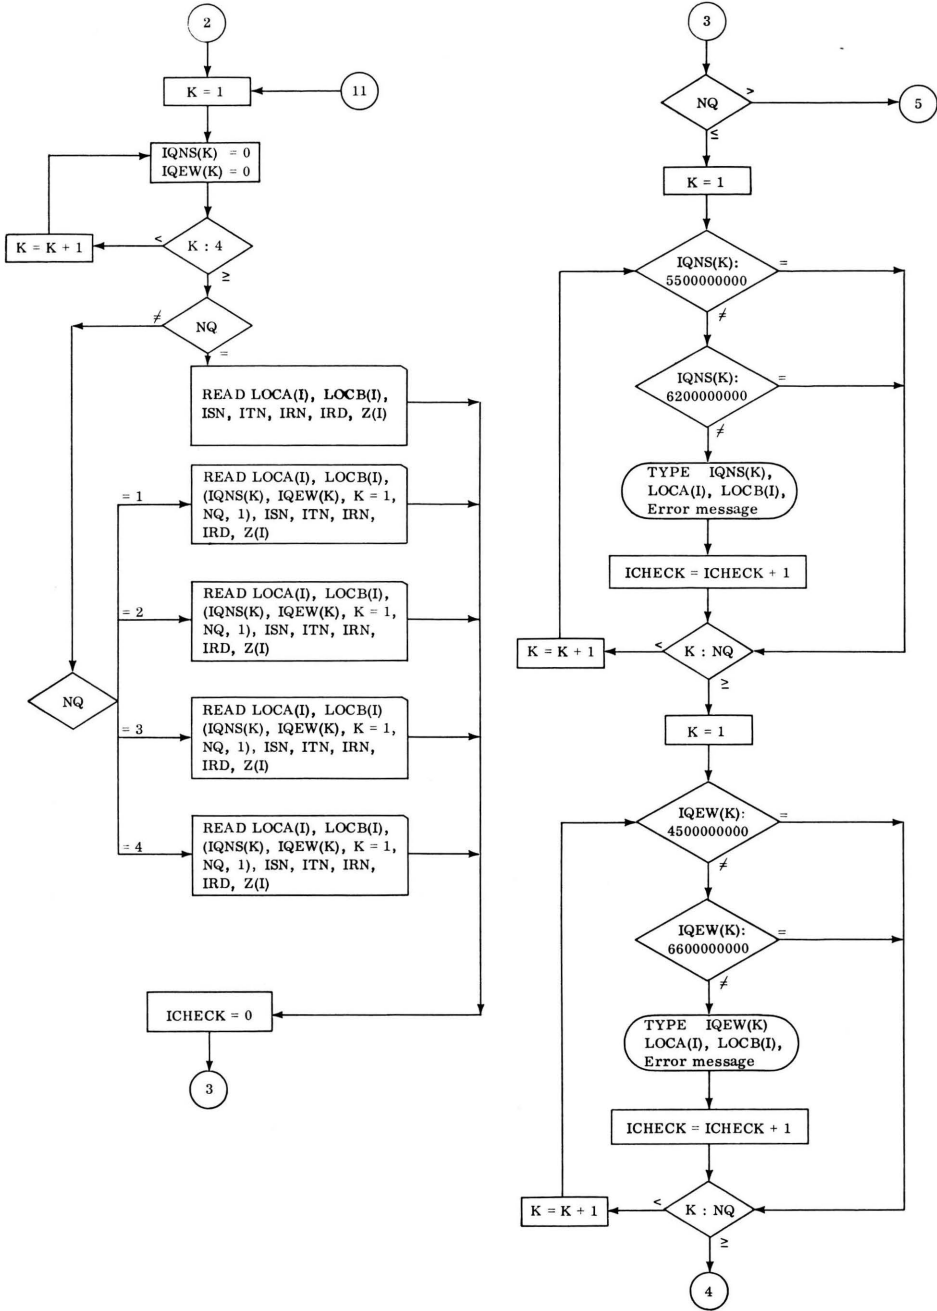 2
K = 1
11
IQNS(K) = 0
IQEW(K) = 0
K = K + 1
<
K : 4
≥
≠
NQ
=
READ LOCA(I), LOCB(I),
ISN, ITN, IRN, IRD, Z(I)
= 1
READ LOCA(I), LOCB(I),
(IQNS(K), IQEW(K), K = 1,
NQ, 1), ISN, ITN, IRN,
IRD, Z(I)
= 2
READ LOCA(I), LOCB(I),
(IQNS(K), IQEW(K), K = 1,
NQ, 1), ISN, ITN, IRN,
IRD, Z(I)
NQ
= 3
READ LOCA(I), LOCB(I)
(IQNS(K), IQEW(K), K = 1,
NQ, 1), ISN, ITN, IRN,
IRD, Z(I)
= 4
READ LOCA(I), LOCB(I),
(IQNS(K), IQEW(K), K = 1,
NQ, 1), ISN, ITN, IRN,
IRD, Z(I)
ICHECK = 0
3
3
NQ
>
5
≤
K = 1
IQNS(K):
5500000000
=
≠
IQNS(K):
6200000000
=
≠
TYPE IQNS(K),
LOCA(I), LOCB(I),
Error message
ICHECK = ICHECK + 1
K = K + 1
<
K : NQ
≥
K = 1
IQEW(K):
4500000000
=
≠
IQEW(K):
6600000000
=
≠
TYPE IQEW(K)
LOCA(I), LOCB(I),
Error message
ICHECK = ICHECK + 1
K = K + 1
<
K : NQ
≥
4